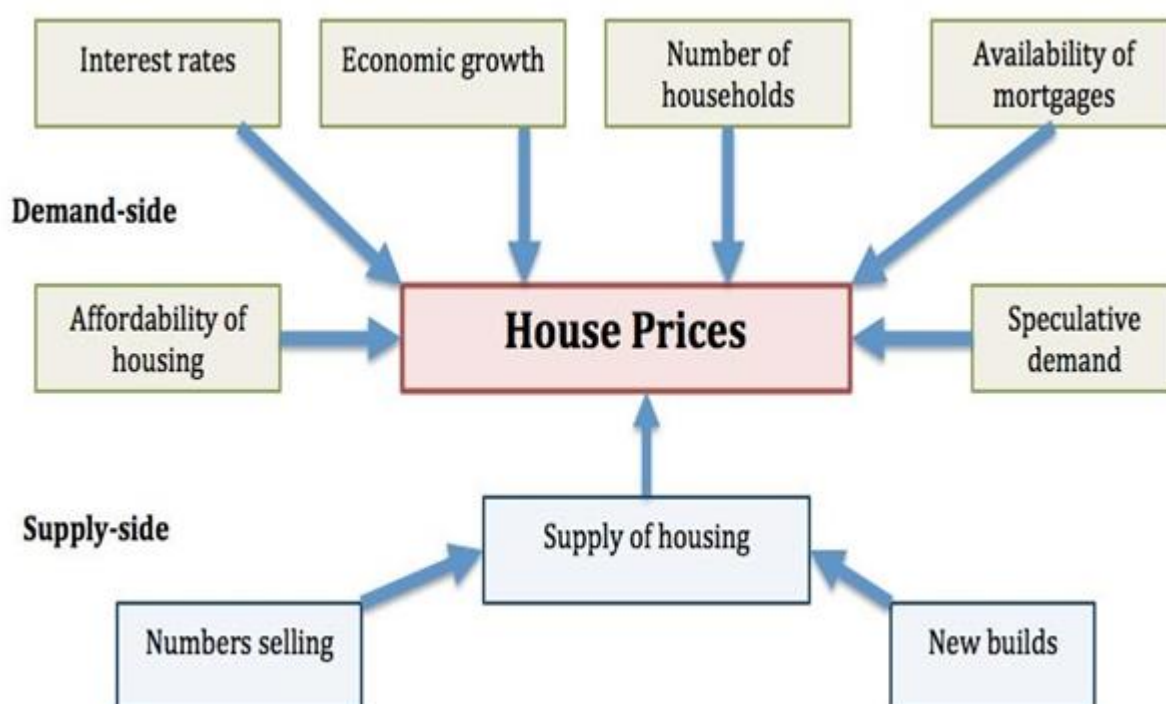 Interest rates
Economic growth
Number of
households
Availability of
mortgages
Demand-side
Affordability of
housing
House Prices
Speculative
demand
Supply-side
Supply of housing
Numbers selling
New builds